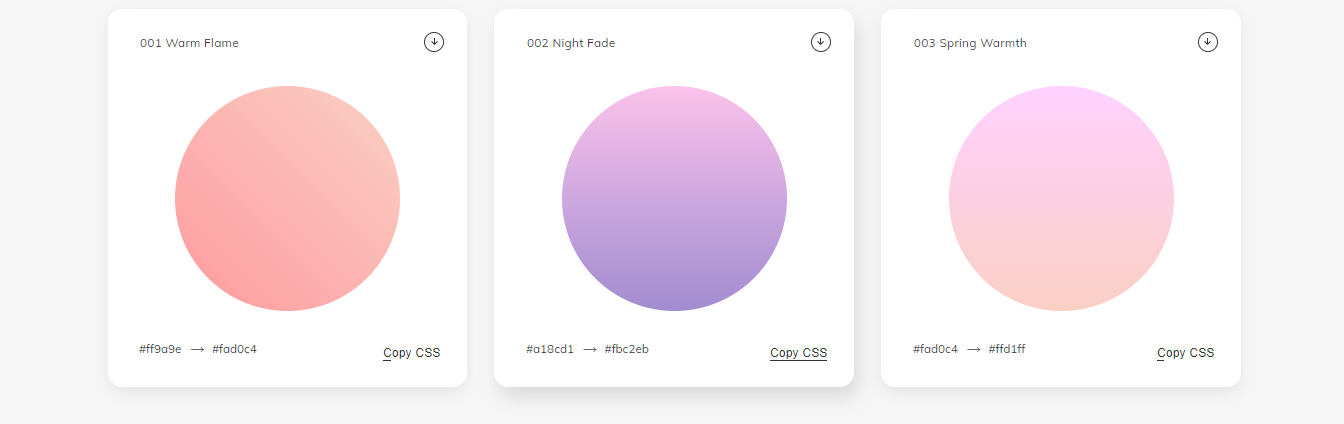 001 Warm Flame
#ff9a9e → #fad0c4
Copy CSS
002 Night Fade
#a18cd1 → #fbc2eb
Copy CSS
003 Spring Warmth
#fad0c4 → #ffd1ff
Copy CSS